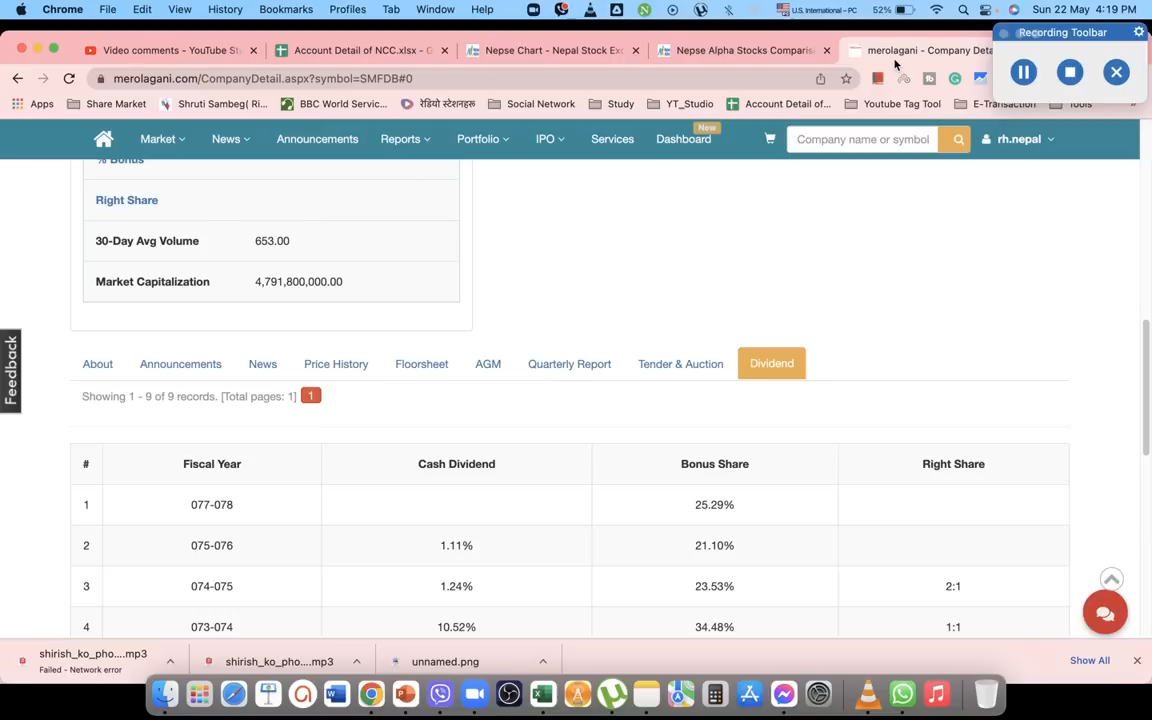 Chrome File Edit View History Bookmarks Profiles Tab Window Help U.S. International – PC 52% Sun 22 May 4:19 PM
Video comments - YouTube St Account Detail of NCC.xlsx - G Nepse Chart - Nepal Stock Exc Nepse Alpha Stocks Comparis merolagani - Company Deta Recording Toolbar
merolagani.com/CompanyDetail.aspx?symbol=SMFDB#0
Apps Share Market Shruti Sambeg( Ri... BBC World Servic... रेडियो स्टेशनहरू Social Network Study YT_Studio Account Detail of... Youtube Tag Tool E-Transaction Tools
New
Market News Announcements Reports Portfolio IPO Services Dashboard Company name or symbol rh.nepal
% Bonus
Right Share
30-Day Avg Volume 653.00
Market Capitalization 4,791,800,000.00
Feedback
About Announcements News Price History Floorsheet AGM Quarterly Report Tender & Auction Dividend
Showing 1 - 9 of 9 records. [Total pages: 1] 1
# Fiscal Year Cash Dividend Bonus Share Right Share
1 077-078 25.29%
2 075-076 1.11% 21.10%
3 074-075 1.24% 23.53% 2:1
4 073-074 10.52% 34.48% 1:1
shirish_ko_pho....mp3 shirish_ko_pho....mp3 unnamed.png Show All
Failed - Network error